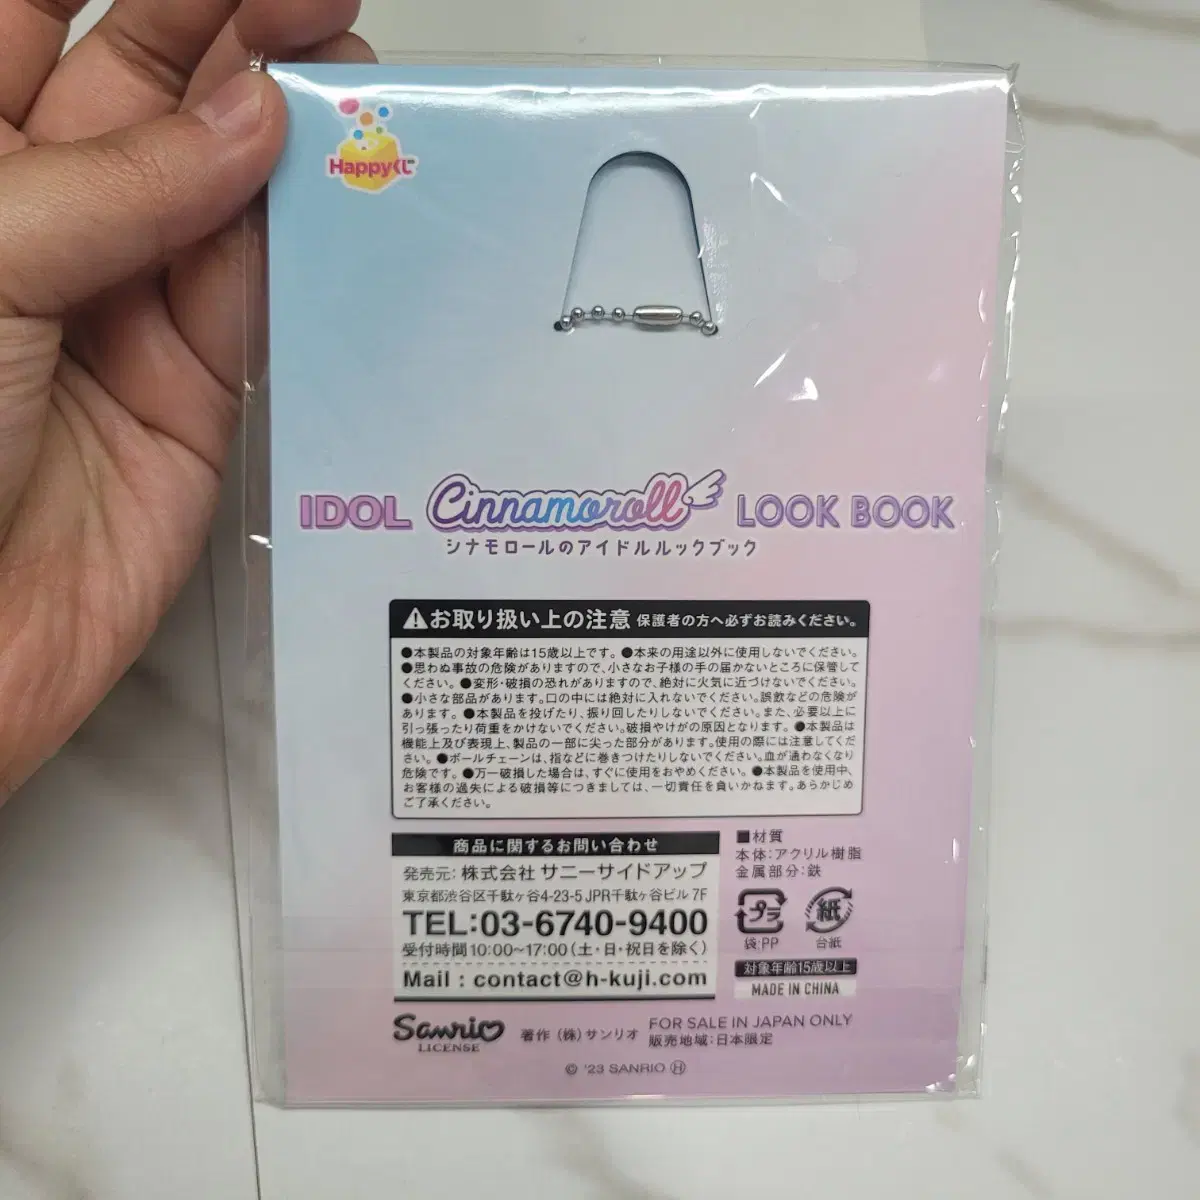 Happyくじ
IDOL Cinnamoroll LOOK BOOK
シナモロールのアイドルルックブック
お取り扱い上の注意 保護者の方へ必ずお読みください。
●本製品の対象年齢は15歳以上です。 ●本来の用途以外に使用しないでください。
●思わぬ事故の危険がありますので、小さなお子様の手の届かないところに保管して
ください。 ●変形・破損の恐れがありますので、絶対に火気に近づけないでください。
●小さな部品があります。口の中には絶対に入れないでください。誤飲などの危険が
あります。 ●本製品を投げたり、振り回したりしないでください。また、必要以上に
引っ張ったり荷重をかけないでください。破損やけがの原因となります。 ●本製品は
機能上及び表現上、製品の一部に尖った部分があります。使用の際には注意してくだ
さい。 ●ボールチェーンは、指などに巻きつけたりしないでください。血が通わなくなり
危険です。 ●万一破損した場合は、すぐに使用をおやめください。 ●本製品を使用中、
お客様の過失による破損等につきましては、一切責任を負いかねます。あらかじめ
ご了承ください。
商品に関するお問い合わせ
発売元: 株式会社 サニーサイドアップ
東京都渋谷区千駄ヶ谷4-23-5 JPR千駄ヶ谷ビル 7F
TEL:03-6740-9400
受付時間 10:00~17:00 (土・日・祝日を除く)
Mail : contact@h-kuji.com
■材質
本体:アクリル樹脂
金属部分:鉄
プラ
袋:PP
紙
台紙
対象年齢15歳以上
MADE IN CHINA
Sanrio
LICENSE
著作 (株) サンリオ
FOR SALE IN JAPAN ONLY
販売地域:日本限定
© '23 SANRIO Ⓗ